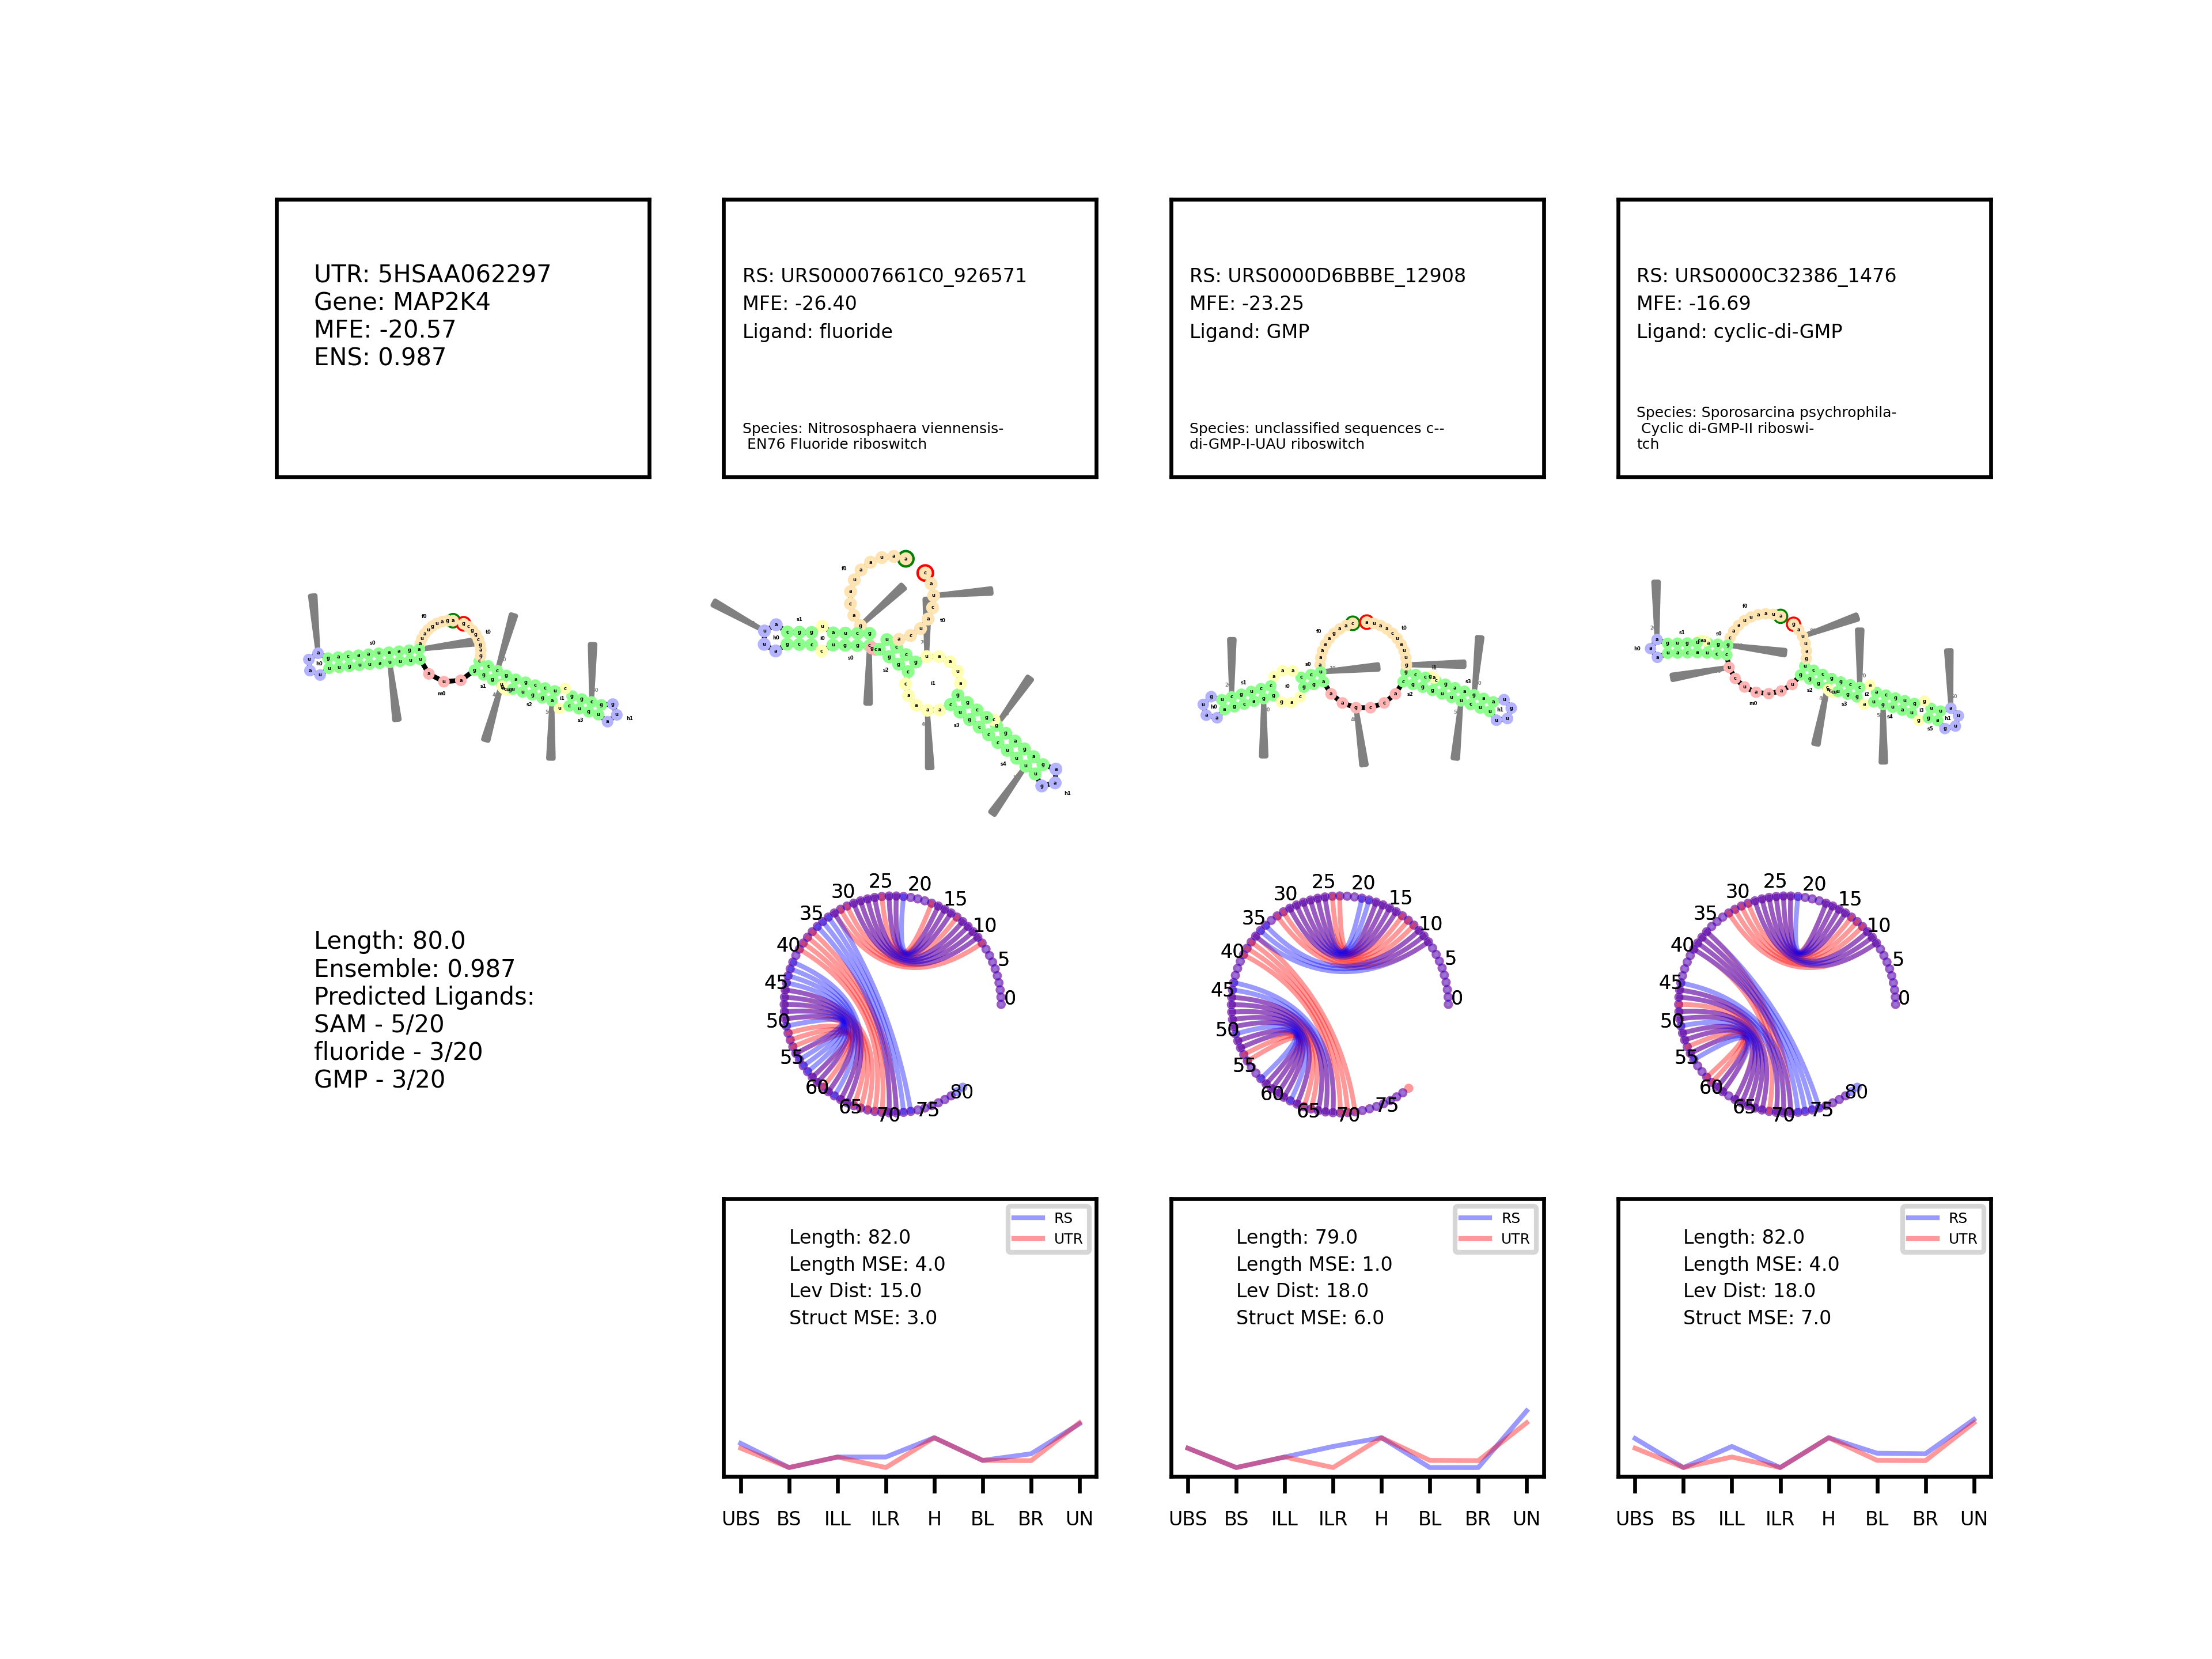 UTR: 5HSAA062297
Gene: MAP2K4
MFE: -20.57
ENS: 0.987
RS: URS00007661C0_926571
MFE: -26.40
Ligand: fluoride
Species: Nitrososphaera viennensis-
EN76 Fluoride riboswitch
RS: URS0000D6BBBE_12908
MFE: -23.25
Ligand: GMP
Species: unclassified sequences c--
di-GMP-I-UAU riboswitch
RS: URS0000C32386_1476
MFE: -16.69
Ligand: cyclic-di-GMP
Species: Sporosarcina psychrophila-
Cyclic di-GMP-II riboswi-
tch
Length: 80.0
Ensemble: 0.987
Predicted Ligands:
SAM - 5/20
fluoride - 3/20
GMP - 3/20
0
5
10
15
20
25
30
35
40
45
50
55
60
65
70
75
80
0
5
10
15
20
25
30
35
40
45
50
55
60
65
70
75
0
5
10
15
20
25
30
35
40
45
50
55
60
65
70
75
80
RS
UTR
Length: 82.0
Length MSE: 4.0
Lev Dist: 15.0
Struct MSE: 3.0
UBS BS ILL ILR H BL BR UN
RS
UTR
Length: 79.0
Length MSE: 1.0
Lev Dist: 18.0
Struct MSE: 6.0
UBS BS ILL ILR H BL BR UN
RS
UTR
Length: 82.0
Length MSE: 4.0
Lev Dist: 18.0
Struct MSE: 7.0
UBS BS ILL ILR H BL BR UN